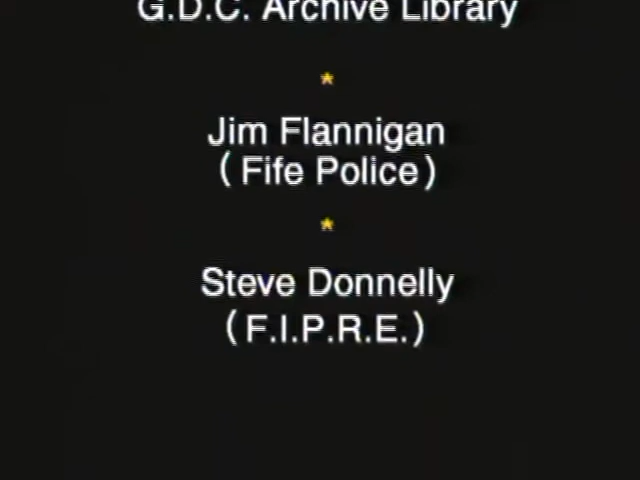 G.D.C. Archive Library
*
Jim Flannigan
( Fife Police )
*
Steve Donnelly
( F.I.P.R.E. )